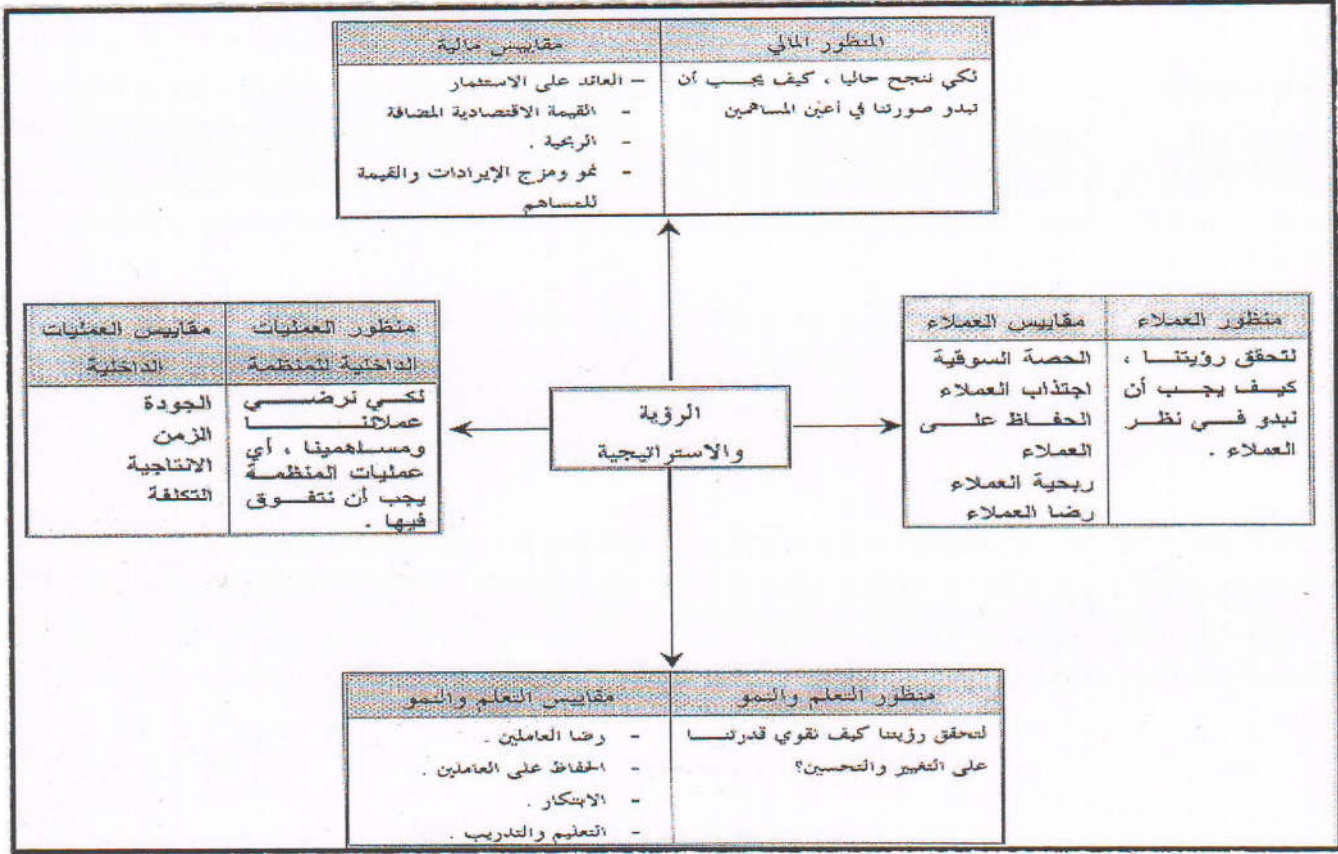 المنظور المالي
مقاييس مالية
لكي ننجح حاليا ، كيف يجب أن
تبدو صورتنا في أعين المساهمين
– العائد على الاستثمار
- القيمة الاقتصادية المضافة
- الربحية .
- نمو ومزج الإيرادات والقيمة
للمساهم
منظور العملاء
مقاييس العملاء
لتحقق رؤيتنا ،
كيف يجب أن
نبدو في نظر
العملاء .
الحصة السوقية
اجتذاب العملاء
الحفاظ على
العملاء
ربحية العملاء
رضا العملاء
الرؤية
والاستراتيجية
منظور العمليات
الداخلية للمنظمة
مقاييس العمليات
الداخلية
لكي نرضي
عملائنا
ومساهمينا ، أي
عمليات المنظمة
يجب أن نتفوق
فيها .
الجودة
الزمن
الانتاجية
التكلفة
منظور التعلم والنمو
مقاييس التعلم والنمو
لتحقق رؤيتنا كيف نقوي قدرتنا
على التغيير والتحسين؟
- رضا العاملين .
- الحفاظ على العاملين .
- الابتكار .
- التعليم والتدريب .